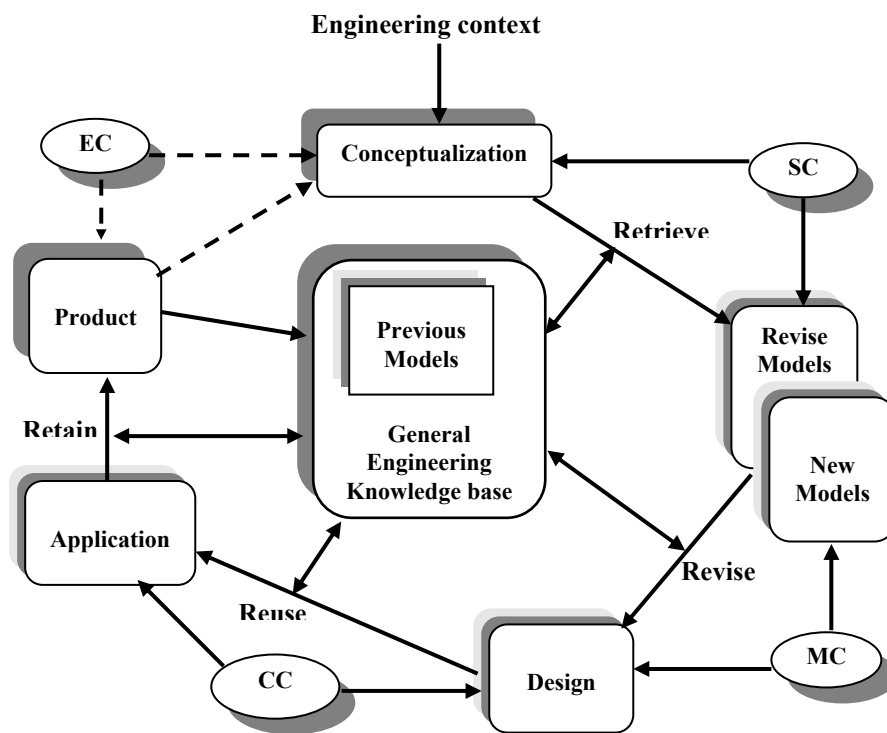 Engineering context
EC
Conceptualization
SC
Retrieve
Product
Previous
Models
Revise
Models
Retain
General
Engineering
Knowledge base
New
Models
Application
Revise
Reuse
CC
Design
MC